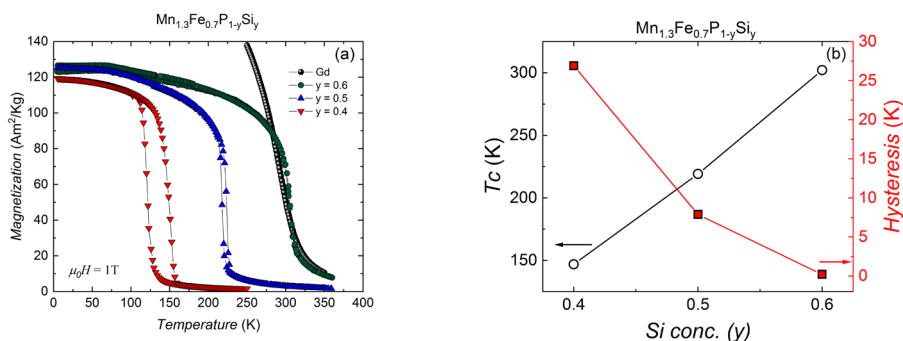 Mn1.3Fe0.7P1-ySiy
(a)
Magnetization (Am2/Kg)
140
120
100
80
60
40
20
0
Gd
y = 0.6
y = 0.5
y = 0.4
μ0H = 1T
0 50 100 150 200 250 300 350 400
Temperature (K)
Mn1.3Fe0.7P1-ySiy
(b)
Tc (K)
300
250
200
150
0.4 0.5 0.6
Si conc. (y)
30
25
20
15
10
5
0
Hysteresis (K)